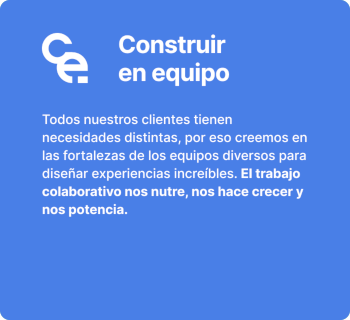 ce.
Construir
en equipo
Todos nuestros clientes tienen
necesidades distintas, por eso creemos en
las fortalezas de los equipos diversos para
diseñar experiencias increíbles. El trabajo
colaborativo nos nutre, nos hace crecer y
nos potencia.